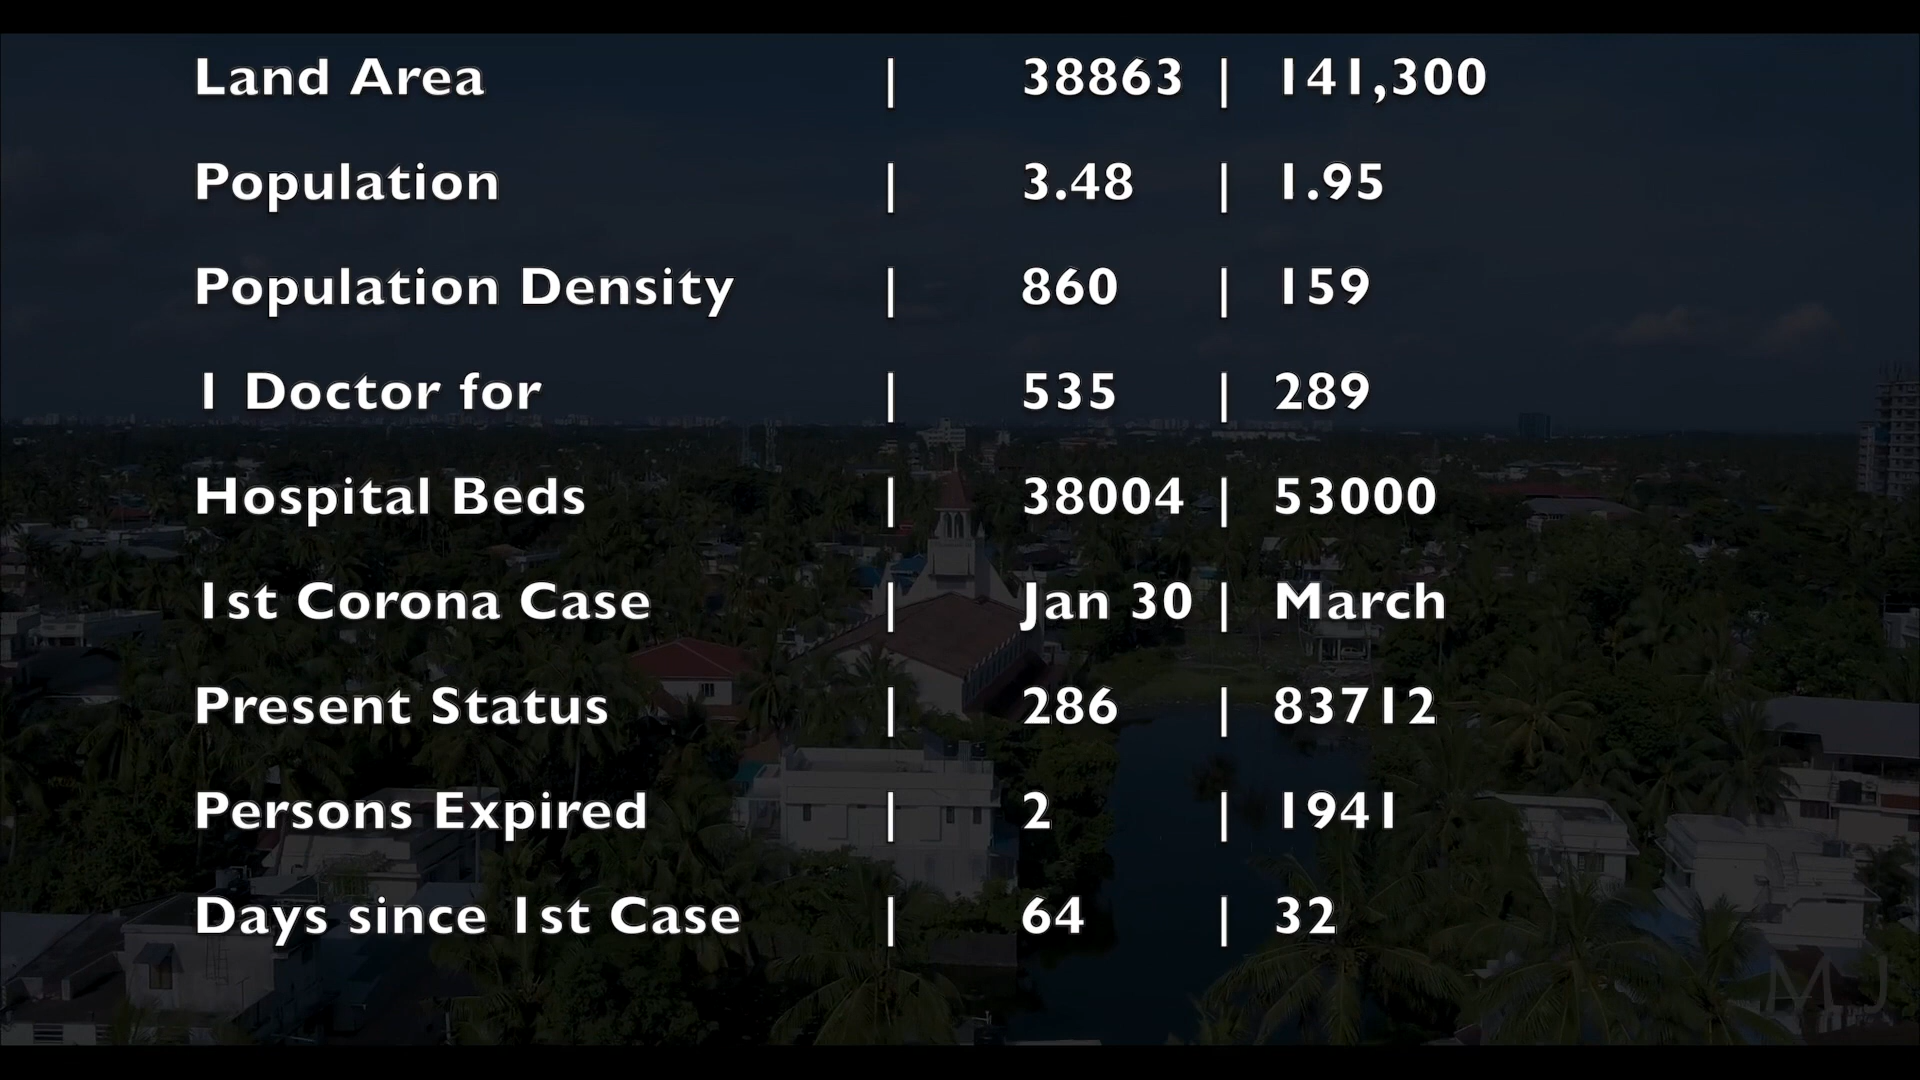 Land Area | 38863 | 141,300
Population | 3.48 | 1.95
Population Density | 860 | 159
1 Doctor for | 535 | 289
Hospital Beds | 38004 | 53000
1st Corona Case | Jan 30 | March
Present Status | 286 | 83712
Persons Expired | 2 | 1941
Days since 1st Case | 64 | 32
MJ